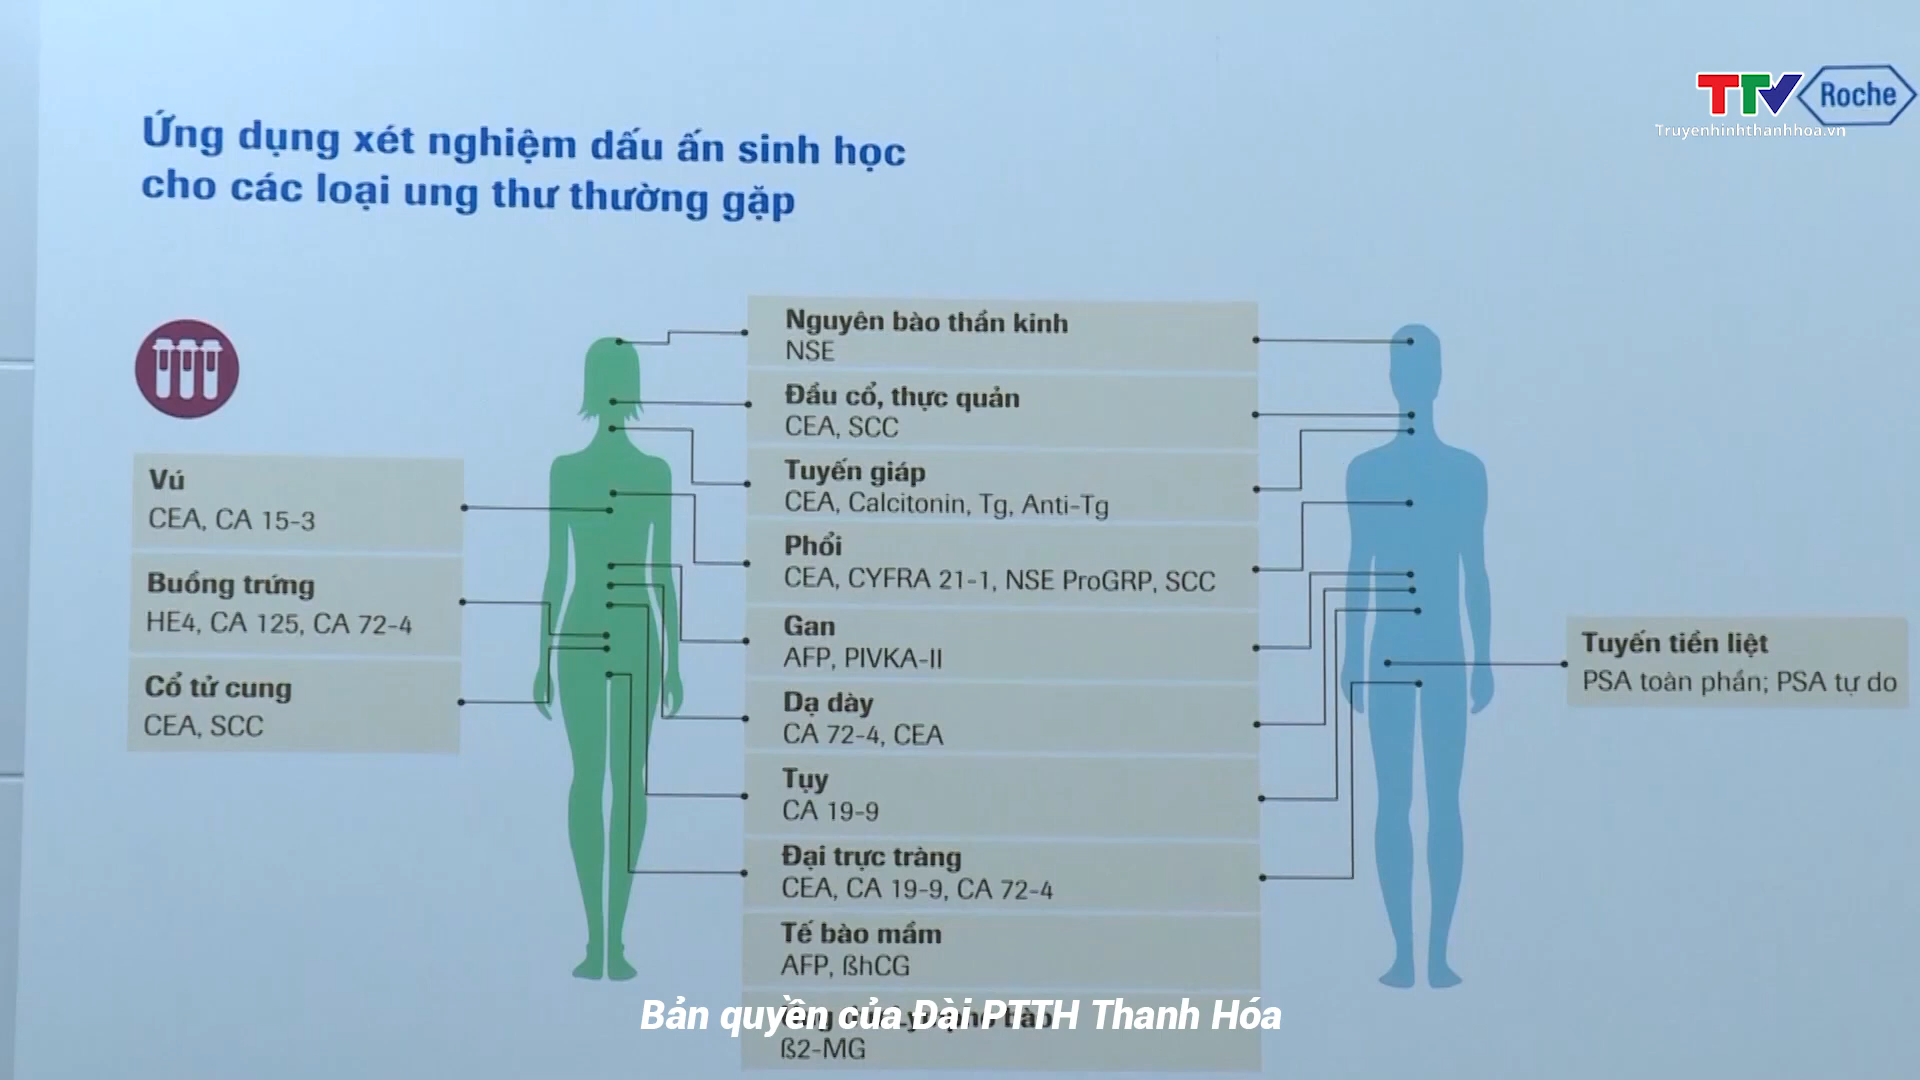 TTV
Roche
Truyenhinhthanhhoa.vn
Ứng dụng xét nghiệm dấu ấn sinh học
cho các loại ung thư thường gặp
Vú
CEA, CA 15-3
Buồng trứng
HE4, CA 125, CA 72-4
Cổ tử cung
CEA, SCC
Nguyên bào thần kinh
NSE
Đầu cổ, thực quản
CEA, SCC
Tuyến giáp
CEA, Calcitonin, Tg, Anti-Tg
Phổi
CEA, CYFRA 21-1, NSE ProGRP, SCC
Gan
AFP, PIVKA-II
Dạ dày
CA 72-4, CEA
Tụy
CA 19-9
Đại trực tràng
CEA, CA 19-9, CA 72-4
Tế bào mầm
AFP, ßhCG
ß2-MG
Tuyến tiền liệt
PSA toàn phần; PSA tự do
Bản quyền của Đài PTTH Thanh Hóa